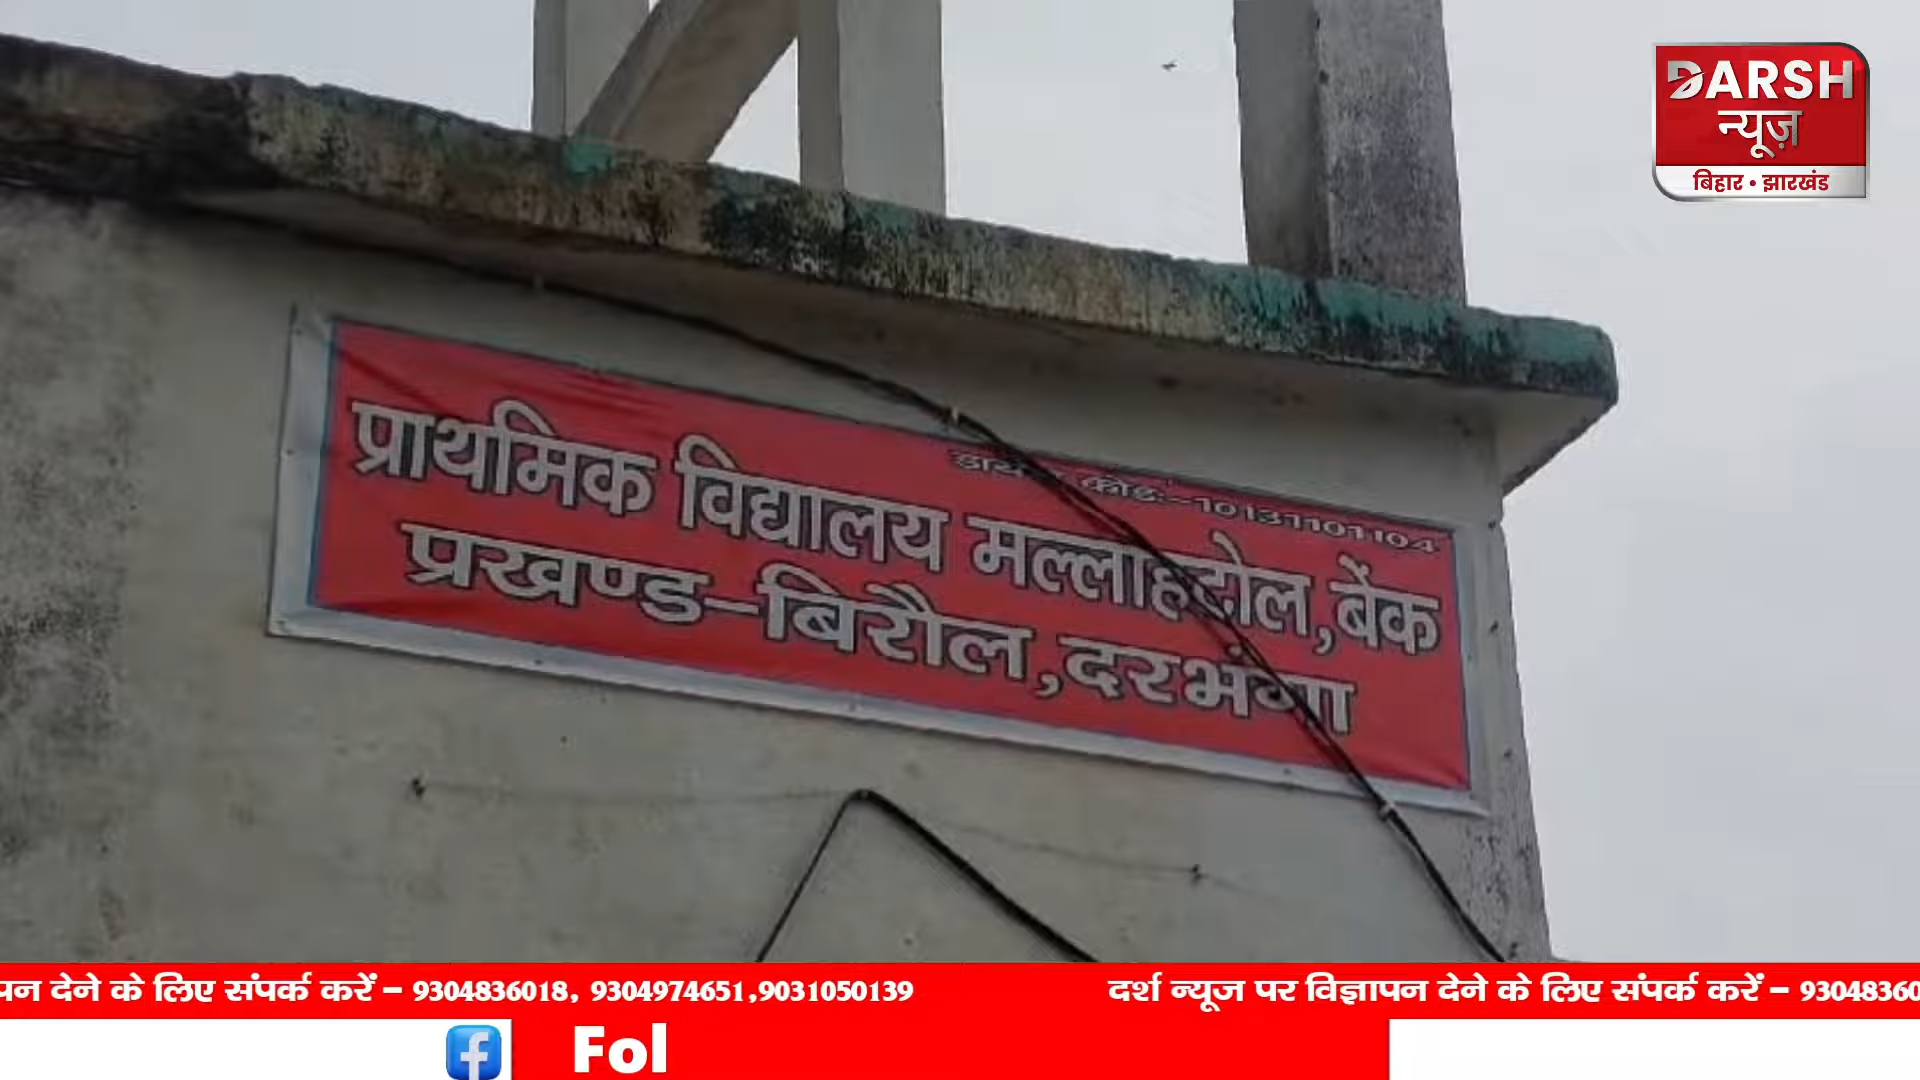 DARSH
न्यूज़
बिहार • झारखंड
कोड:-10131101104
प्राथमिक विद्यालय मल्लाहटोल,बेंक
प्रखण्ड-बिरौल,दरभंगा
पन देने के लिए संपर्क करें - 9304836018, 9304974651,9031050139
दर्श न्यूज पर विज्ञापन देने के लिए संपर्क करें - 93048360
Fol